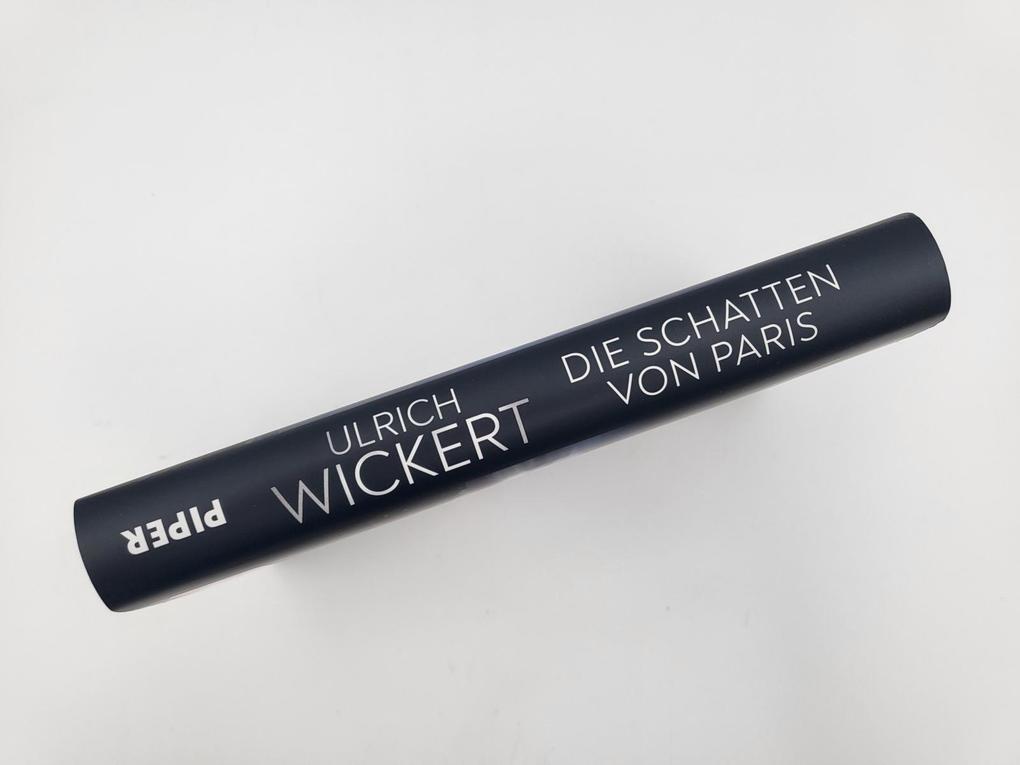 ULRICH
WICKERT
DIE SCHATTEN
VON PARIS
PIPER